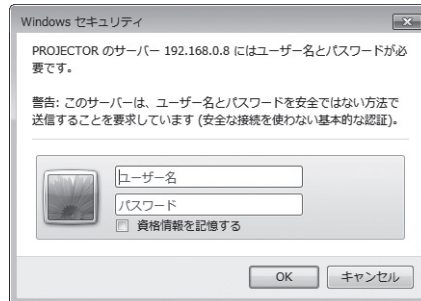 Windows セキュリティ
PROJECTOR のサーバー 192.168.0.8 にはユーザー名とパスワードが必
要です。
警告: このサーバーは、ユーザー名とパスワードを安全ではない方法で
送信することを要求しています (安全な接続を使わない基本的な認証)。
ユーザー名
パスワード
資格情報を記憶する
OK キャンセル